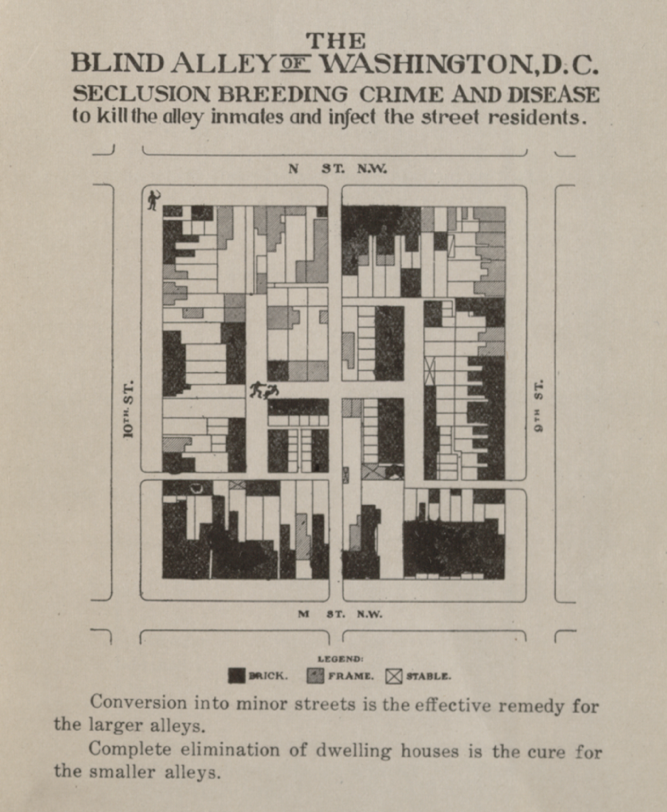 THE
BLIND ALLEY OF WASHINGTON, D.C.
SECLUSION BREEDING CRIME AND DISEASE
to kill the alley inmates and infect the street residents.
N ST. N.W.
10TH. ST.
9TH. ST.
M ST. N.W.
LEGEND:
BRICK. FRAME. STABLE.
Conversion into minor streets is the effective remedy for
the larger alleys.
Complete elimination of dwelling houses is the cure for
the smaller alleys.